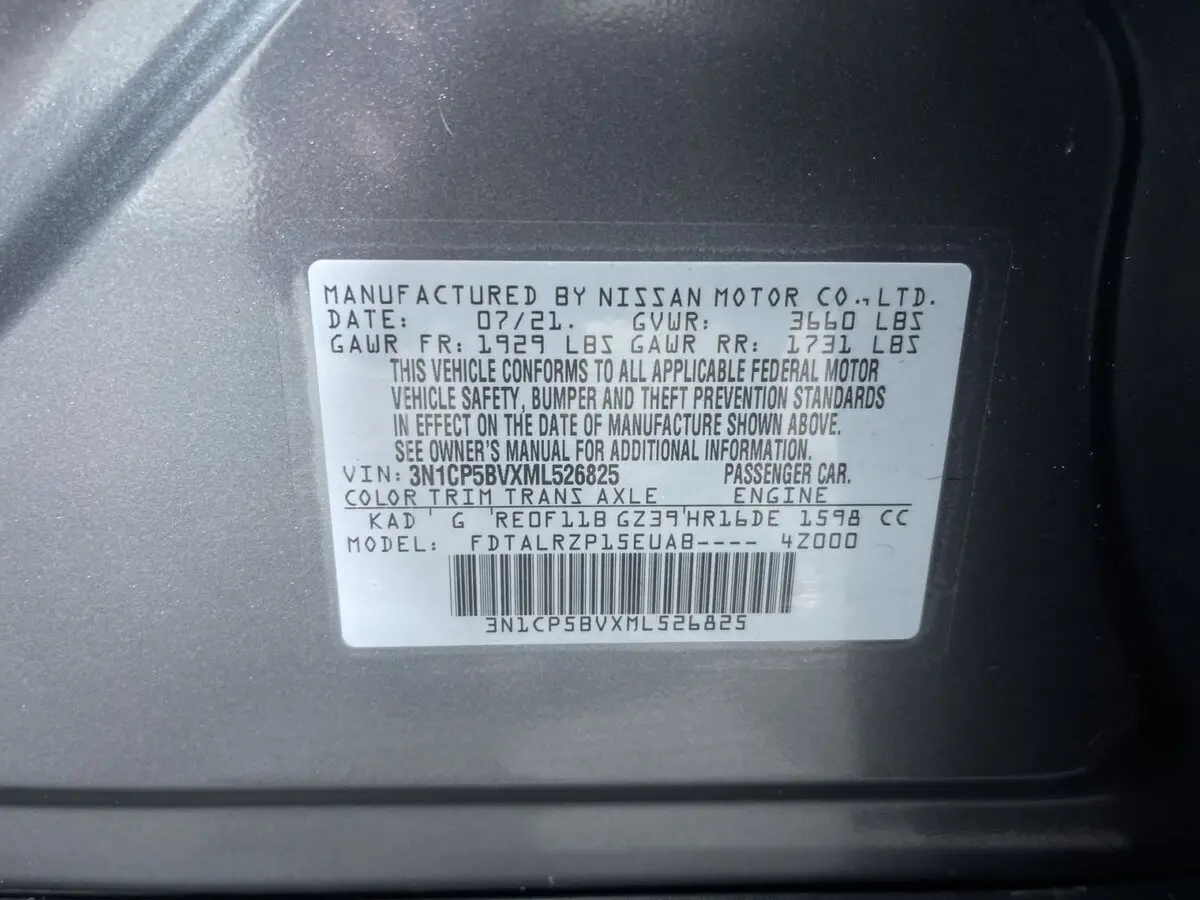 MANUFACTURED BY NISSAN MOTOR CO., LTD.
DATE: 07/21. GVWR: 3660 LBS
GAWR FR: 1929 LBS GAWR RR: 1731 LBS
THIS VEHICLE CONFORMS TO ALL APPLICABLE FEDERAL MOTOR
VEHICLE SAFETY, BUMPER AND THEFT PREVENTION STANDARDS
IN EFFECT ON THE DATE OF MANUFACTURE SHOWN ABOVE.
SEE OWNER'S MANUAL FOR ADDITIONAL INFORMATION.
VIN: 3N1CP5BVXML526825 PASSENGER CAR.
COLOR TRIM TRANS AXLE ENGINE
KAD G RE0F11B GZ39 HR16DE 1598 CC
MODEL: FDTALRZP15EUAB---- 4Z000
3N1CP5BVXML526825